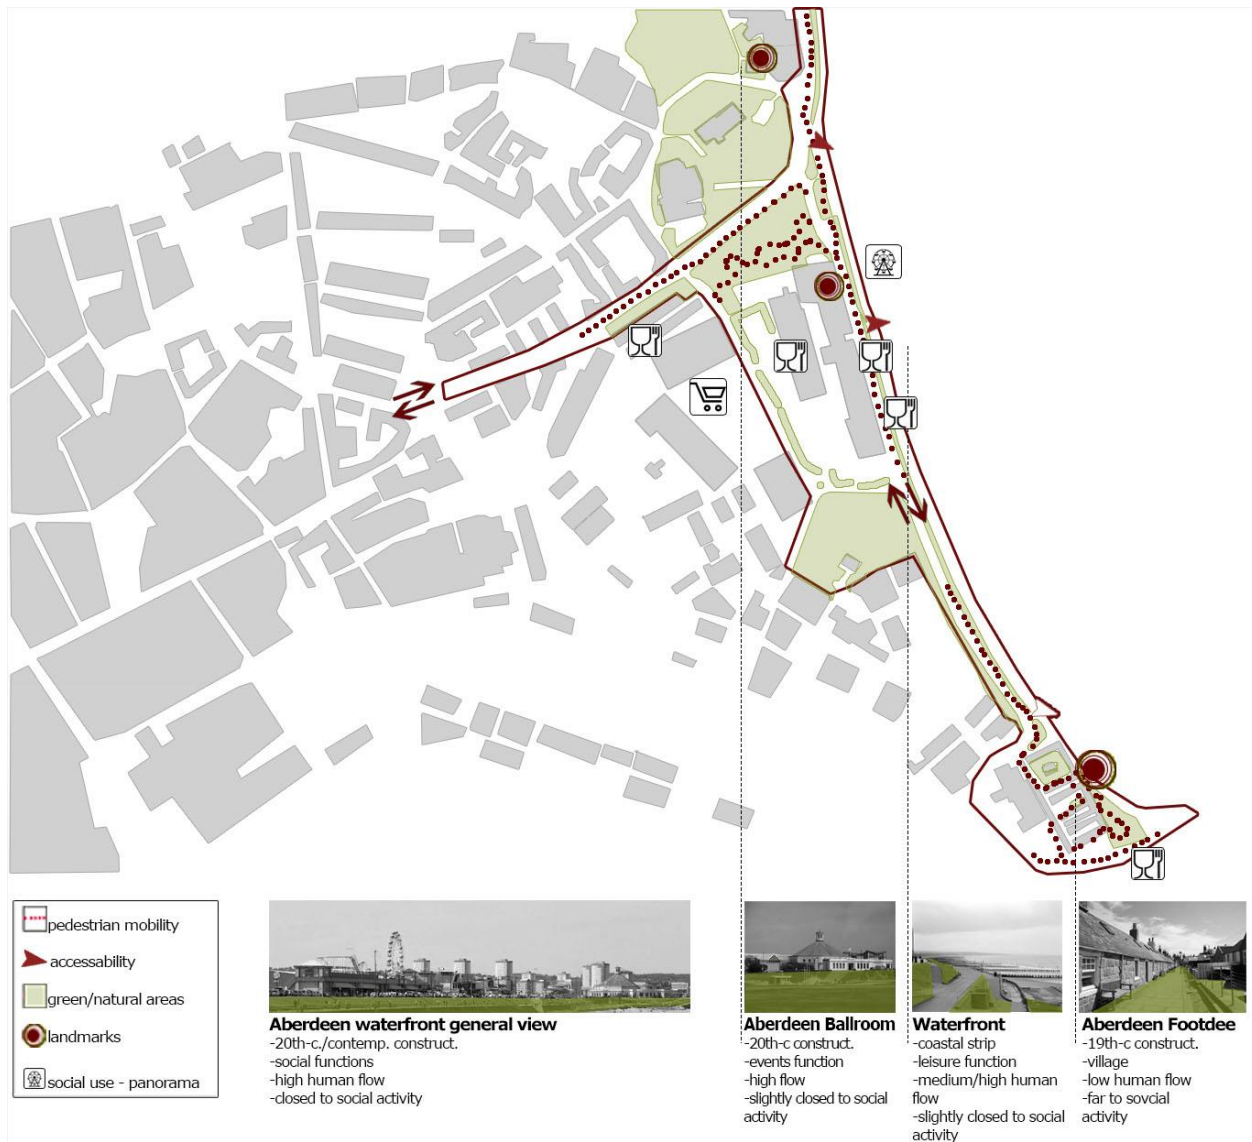 pedestrian mobility
accessability
green/natural areas
landmarks
social use - panorama
Aberdeen waterfront general view
-20th-c./contemp. construct.
-social functions
-high human flow
-closed to social activity
Aberdeen Ballroom
-20th-c construct.
-events function
-high flow
-slightly closed to social
activity
Waterfront
-coastal strip
-leisure function
-medium/high human
flow
-slightly closed to social
activity
Aberdeen Footdee
-19th-c construct.
-village
-low human flow
-far to sovcial
activity